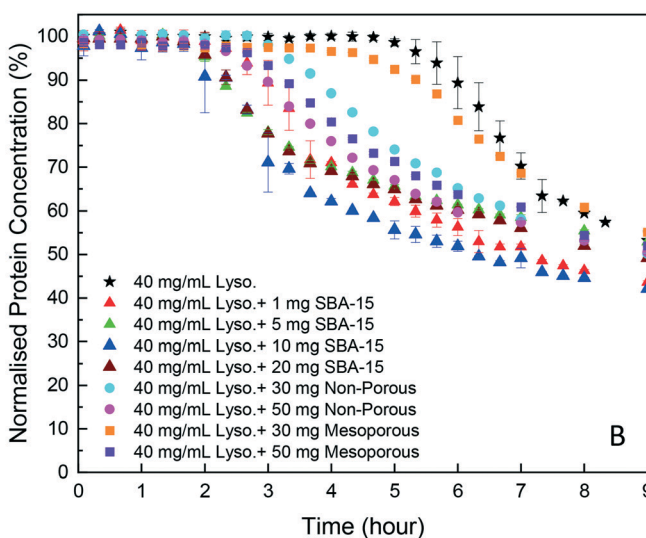 Normalised Protein Concentration (%)
100
90
80
70
60
50
40
30
20
10
0
40 mg/mL Lyso.
40 mg/mL Lyso.+ 1 mg SBA-15
40 mg/mL Lyso.+ 5 mg SBA-15
40 mg/mL Lyso.+ 10 mg SBA-15
40 mg/mL Lyso.+ 20 mg SBA-15
40 mg/mL Lyso.+ 30 mg Non-Porous
40 mg/mL Lyso.+ 50 mg Non-Porous
40 mg/mL Lyso.+ 30 mg Mesoporous
40 mg/mL Lyso.+ 50 mg Mesoporous
B
0 1 2 3 4 5 6 7 8 9
Time (hour)